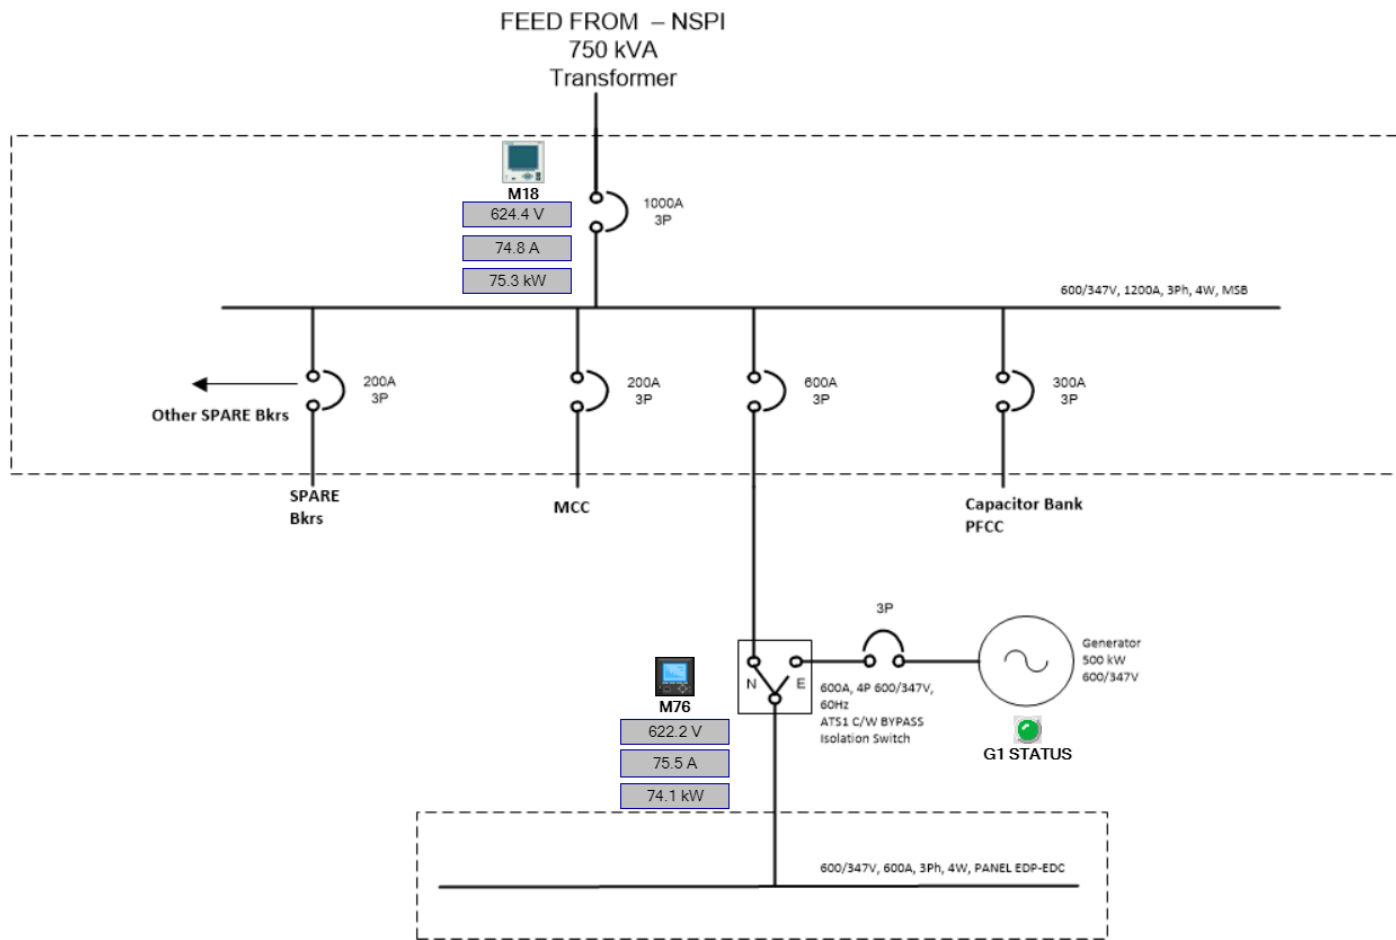 FEED FROM – NSPI
750 kVA
Transformer
M18
624.4 V
74.8 A
75.3 kW
1000A
3P
600/347V, 1200A, 3Ph, 4W, MSB
200A
3P
200A
3P
600A
3P
300A
3P
Other SPARE Bkrs
SPARE
Bkrs
MCC
Capacitor Bank
PFCC
3P
Generator
500 kW
600/347V
N
E
600A, 4P 600/347V,
60Hz
ATS1 C/W BYPASS
Isolation Switch
G1 STATUS
M76
622.2 V
75.5 A
74.1 kW
600/347V, 600A, 3Ph, 4W, PANEL EDP-EDC